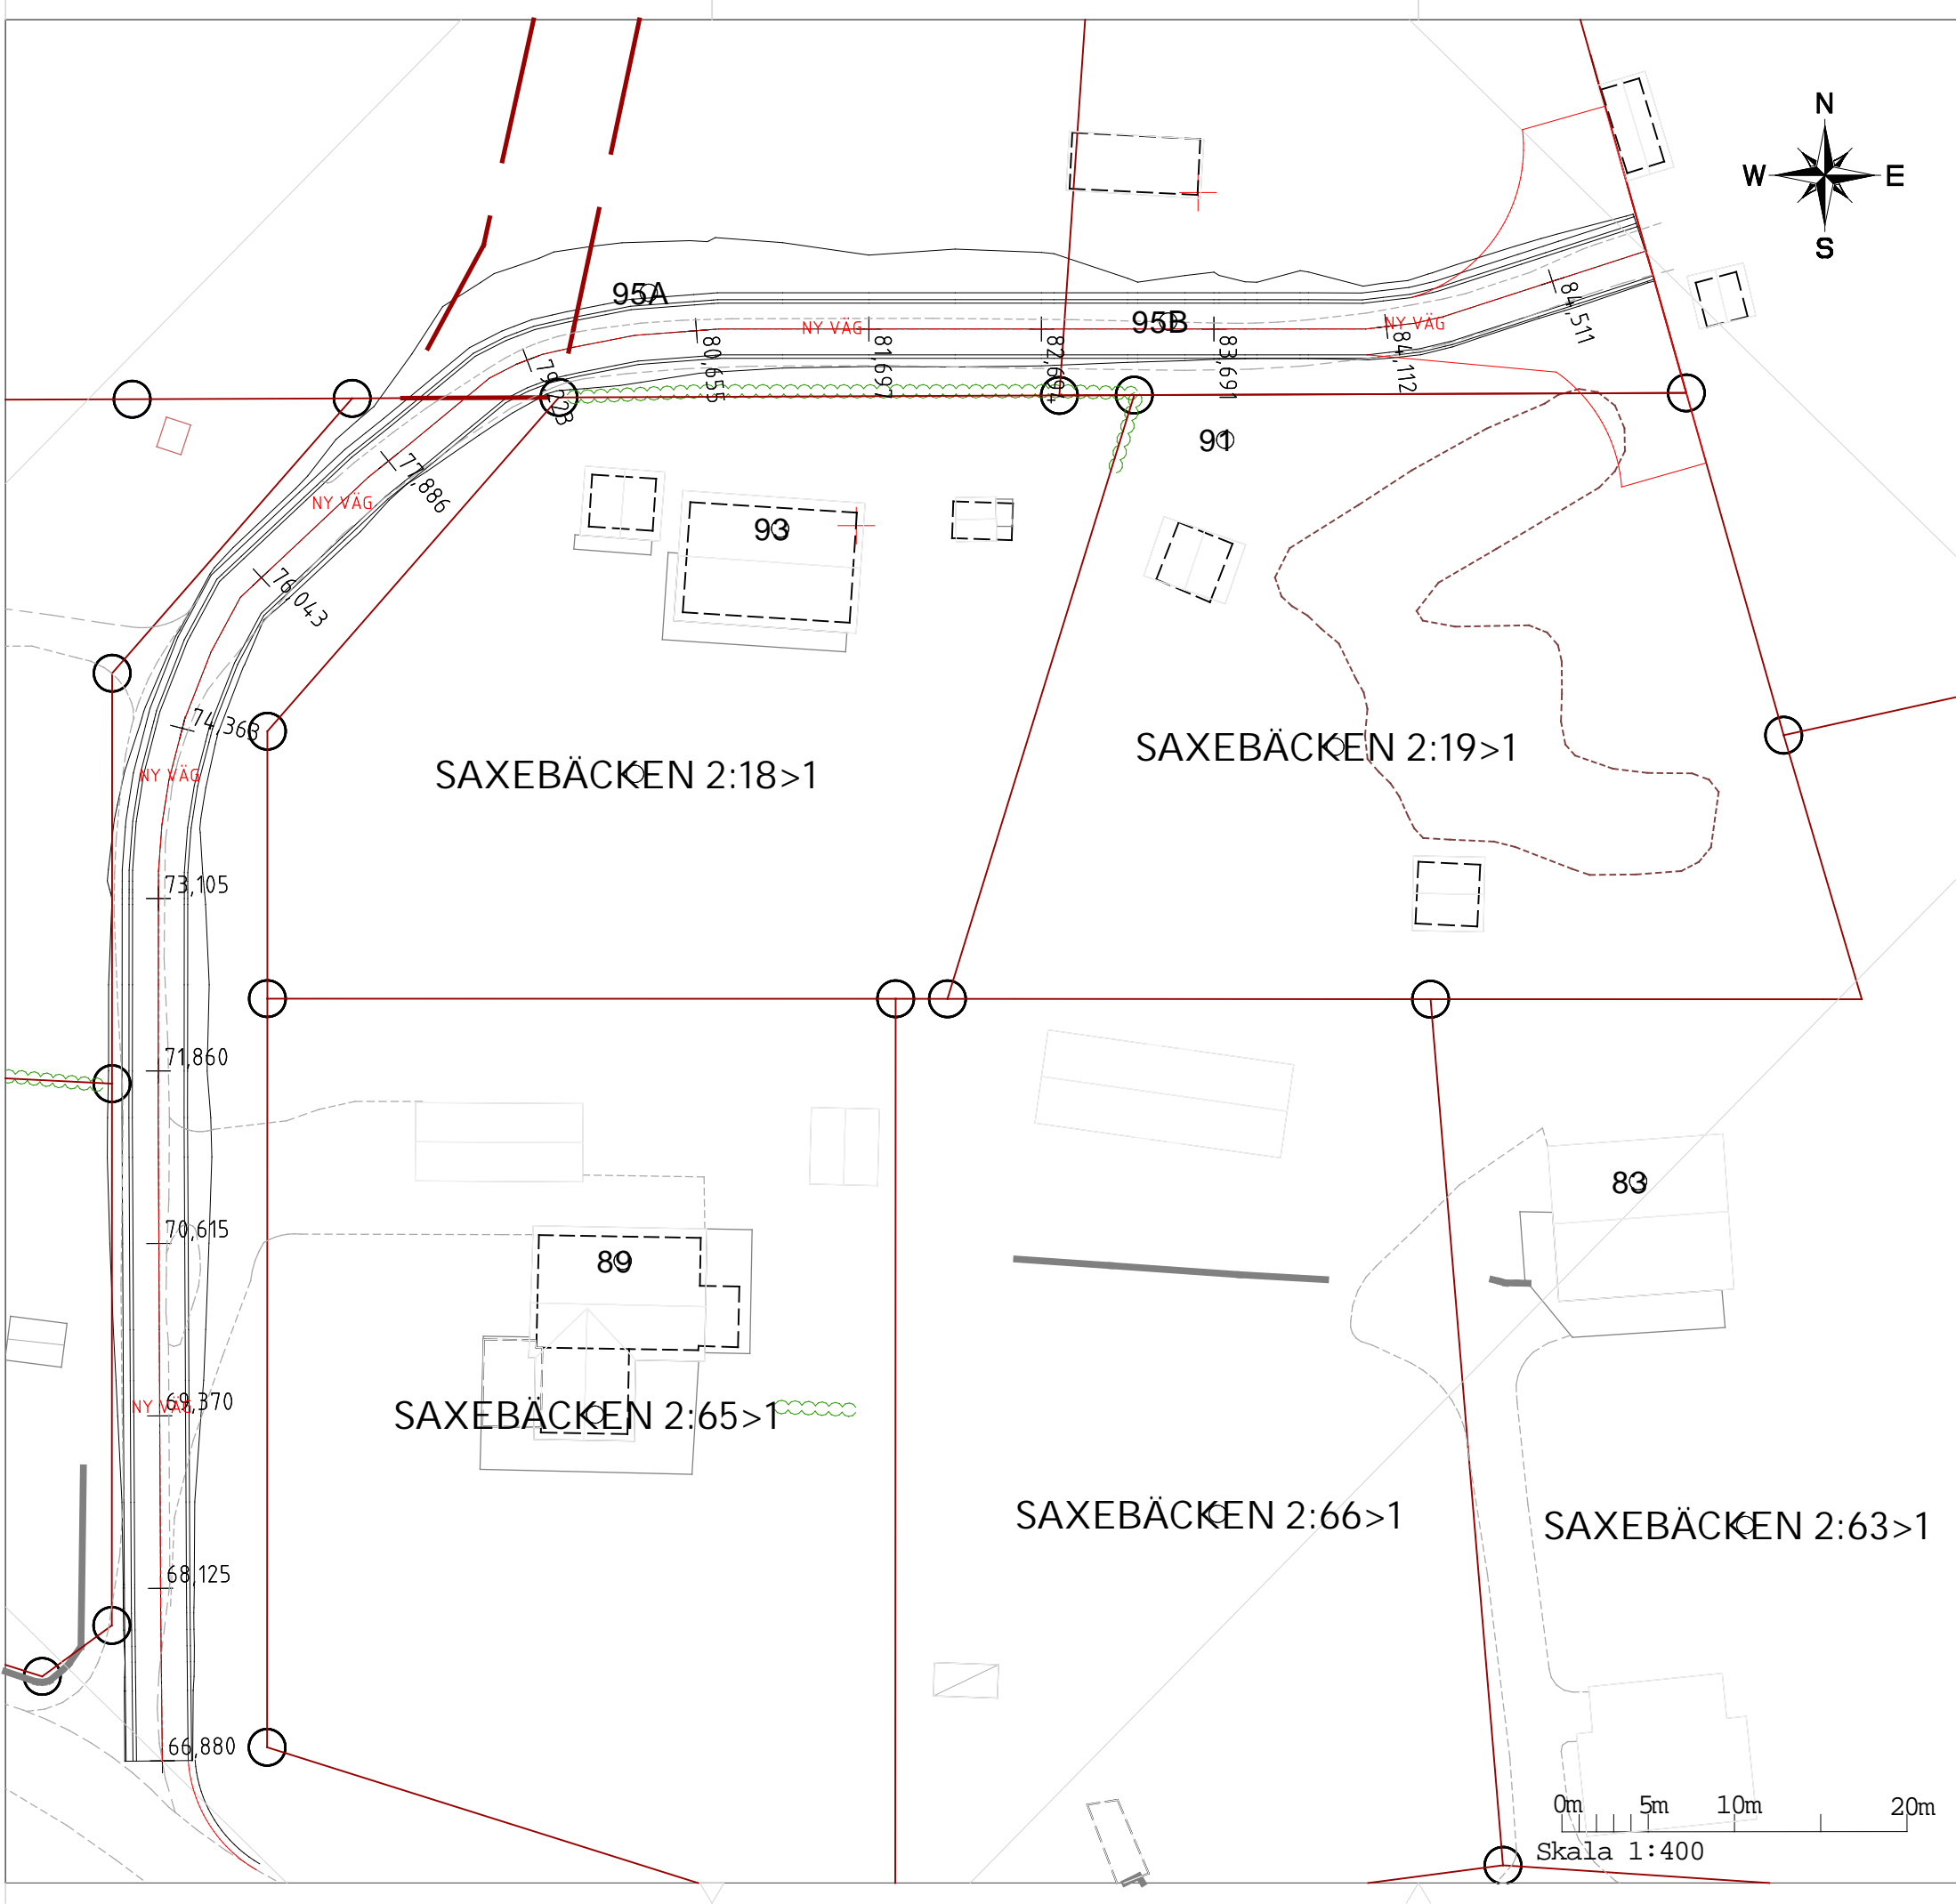 N
W E
S
95A
NY VÄG
95B
NY VÄG
84,511
80,655
81,697
82,694
83,691
84,112
91
77,886
NY VÄG
93
76,043
74,363
SAXEBÄCKEN 2:18>1
SAXEBÄCKEN 2:19>1
NY VÄG
73,105
71,860
83
70,615
89
69,370
NY VÄG
SAXEBÄCKEN 2:65>1
SAXEBÄCKEN 2:66>1
SAXEBÄCKEN 2:63>1
68,125
66,880
0m 5m 10m 20m
Skala 1:400